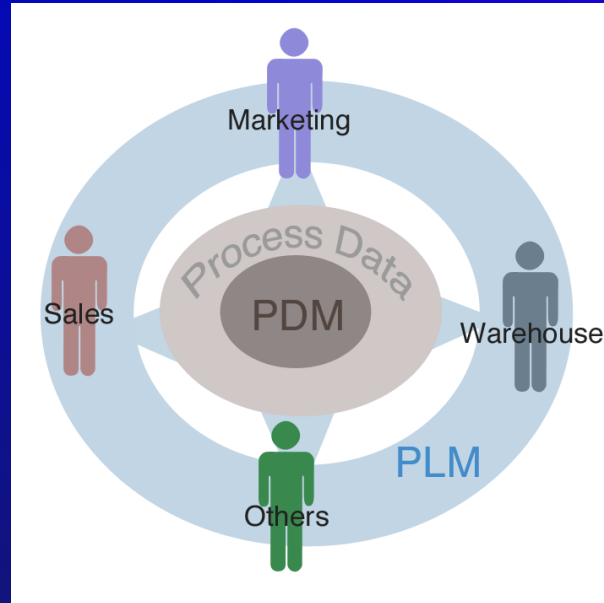 Marketing
Process Data
PDM
Sales
Warehouse
PLM
Others